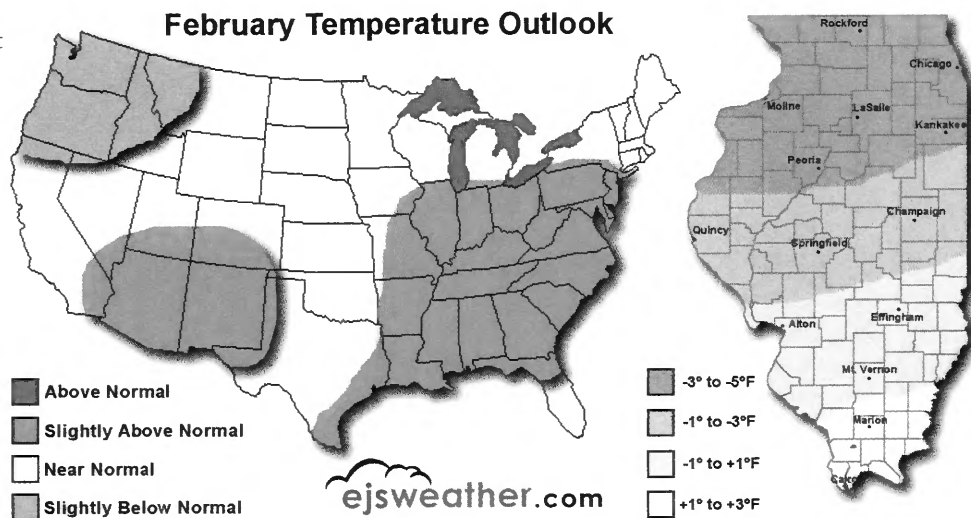 February Temperature Outlook
Above Normal
Slightly Above Normal
Near Normal
Slightly Below Normal
ejsweather.com
Rockford
Chicago
Moline
LaSalle
Kankakee
Peoria
Champaign
Quincy
Springfield
Effingham
Alton
Mt. Vernon
Marion
Cairo
-3° to -5°F
-1° to -3°F
-1° to +1°F
+1° to +3°F